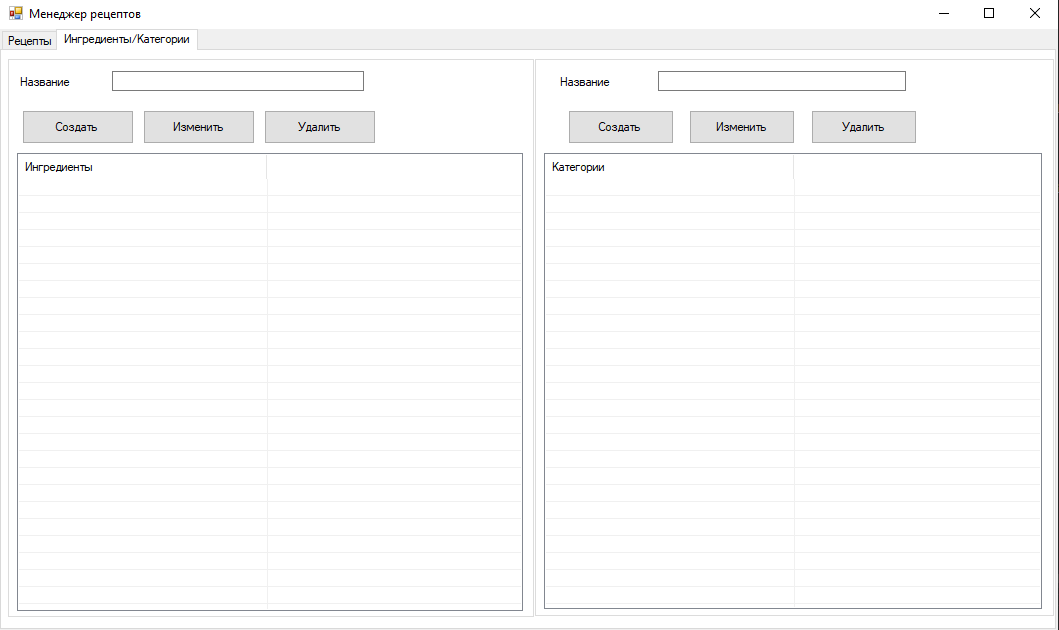 Менеджер рецептов
Рецепты Ингредиенты/Категории
Название
Создать Изменить Удалить
Ингредиенты
Название
Создать Изменить Удалить
Категории